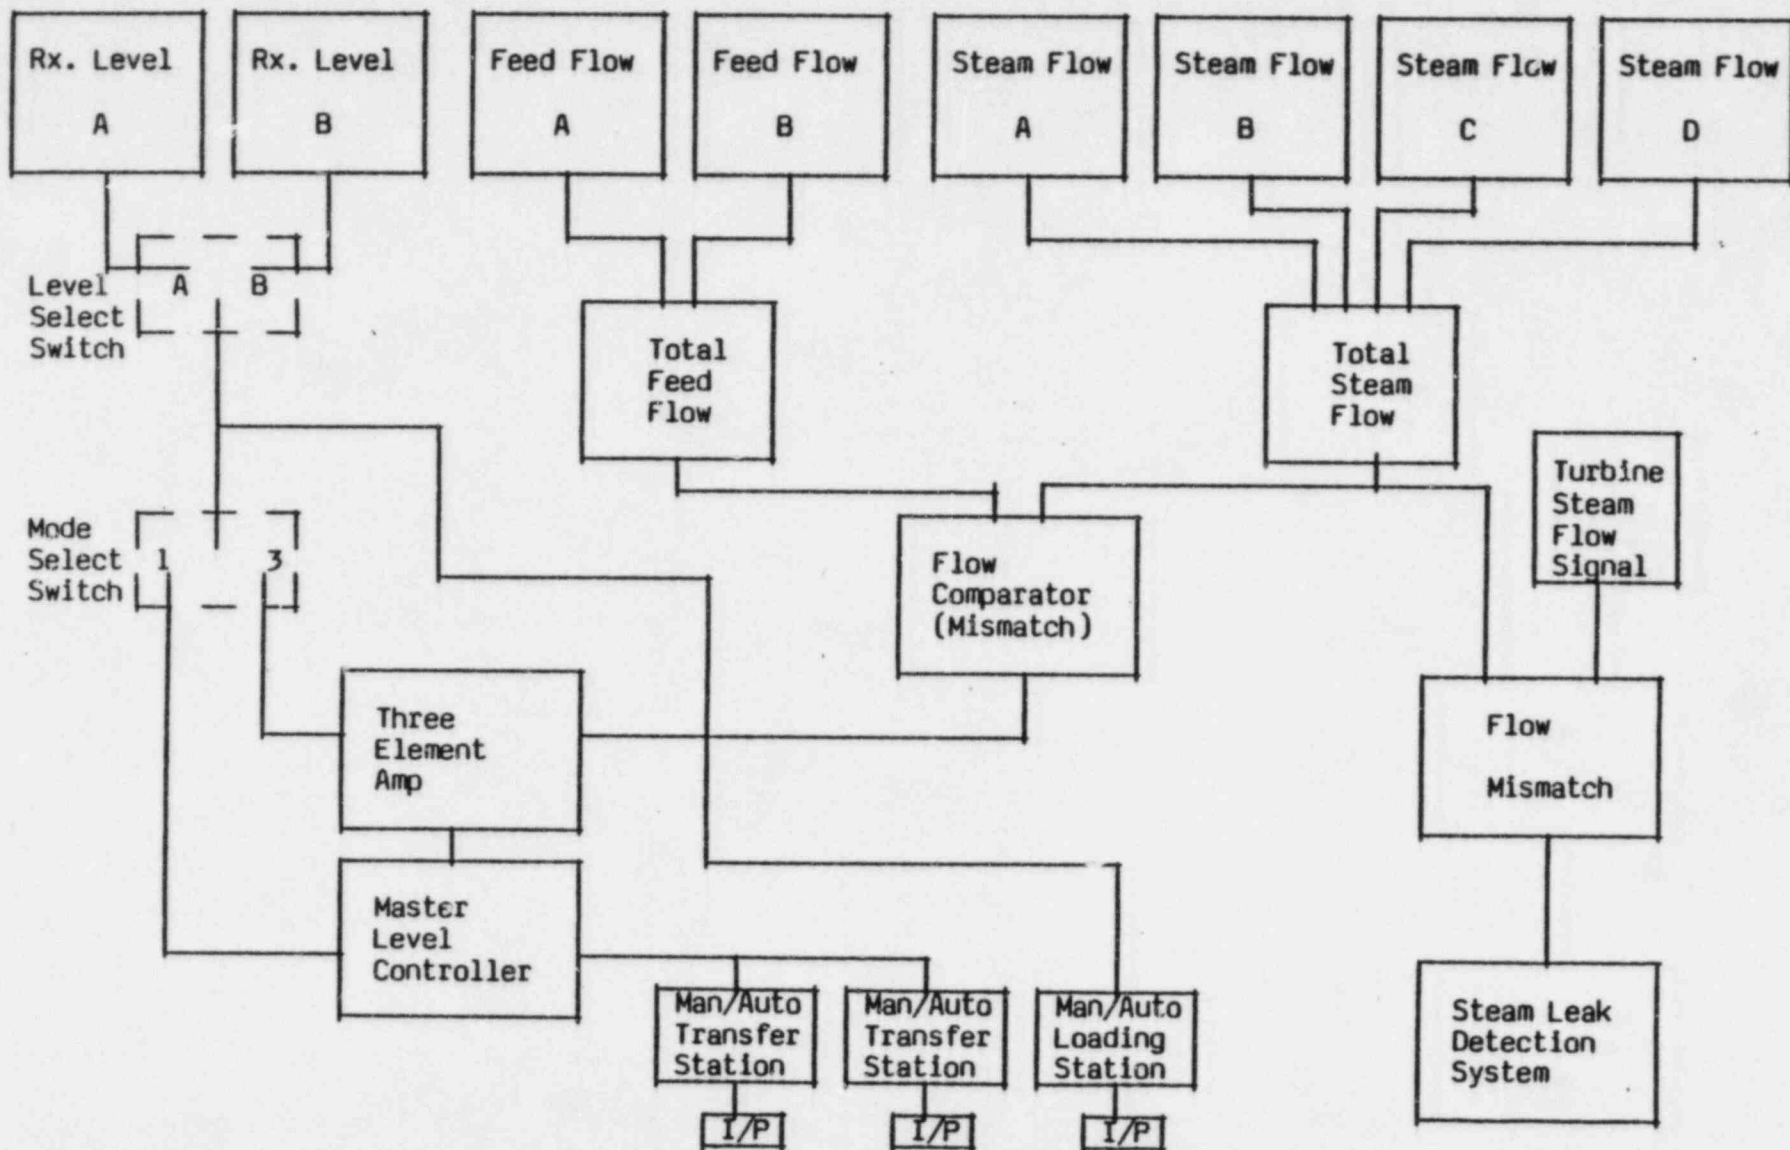 Rx. Level
A
Rx. Level
B
Feed Flow
A
Feed Flow
B
Steam Flow
A
Steam Flow
B
Steam Flow
C
Steam Flow
D
Level
Select
Switch
A
B
Total
Feed
Flow
Total
Steam
Flow
Turbine
Steam
Flow
Signal
Mode
Select
Switch
1
3
Flow
Comparator
(Mismatch)
Three
Element
Amp
Flow
Mismatch
Master
Level
Controller
Man/Auto
Transfer
Station
Man/Auto
Transfer
Station
Man/Auto
Loading
Station
Steam Leak
Detection
System
I/P
I/P
I/P